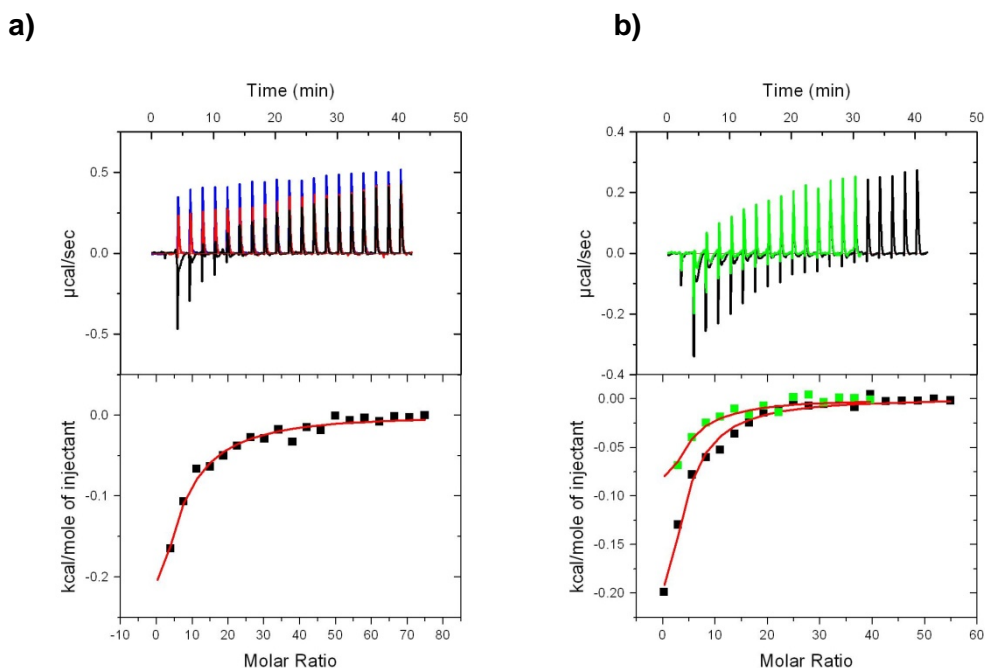 a)
b)
Time (min)
0 10 20 30 40 50
0.5
0.0
-0.5
µcal/sec
0.0
-0.1
-0.2
kcal/mole of injectant
-10 0 10 20 30 40 50 60 70 80
Molar Ratio
Time (min)
0 10 20 30 40 50
0.4
0.2
0.0
-0.2
-0.4
µcal/sec
0.00
-0.05
-0.10
-0.15
-0.20
kcal/mole of injectant
0 10 20 30 40 50 60
Molar Ratio